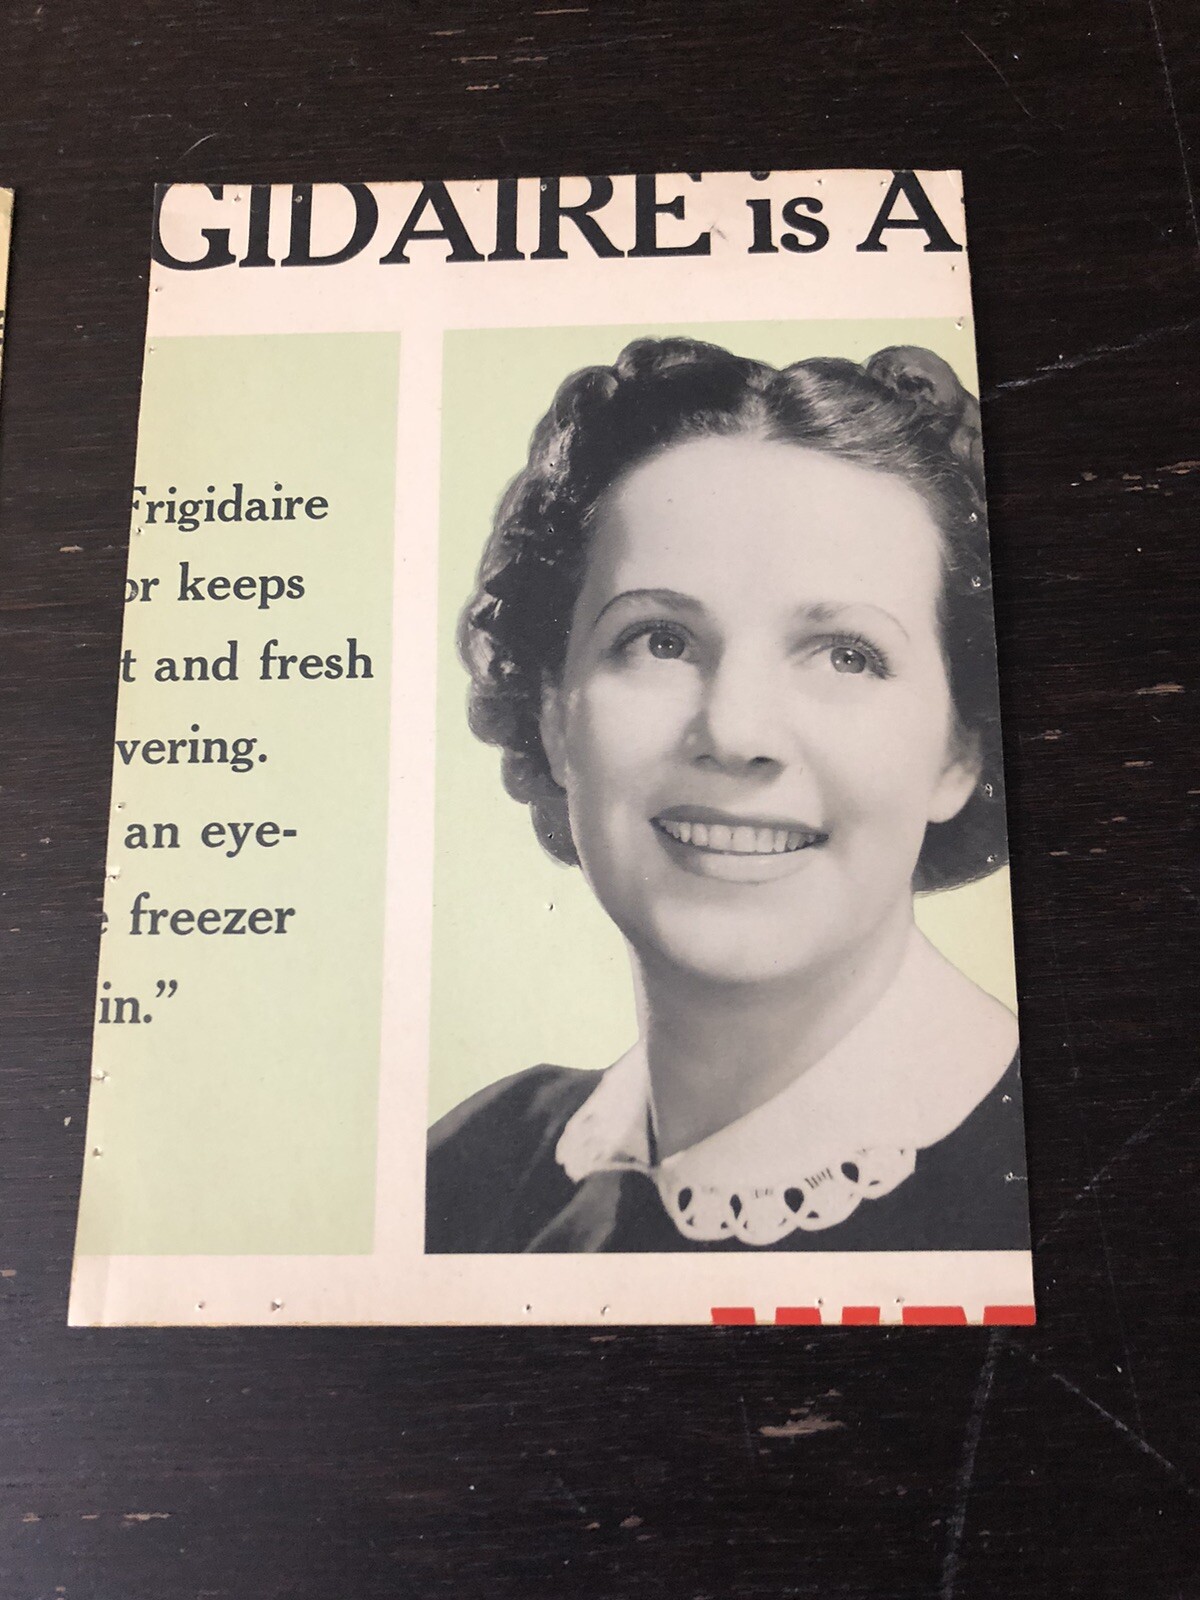 GIDAIRE is A
Frigidaire
or keeps
t and fresh
vering.
an eye-
e freezer
in.”